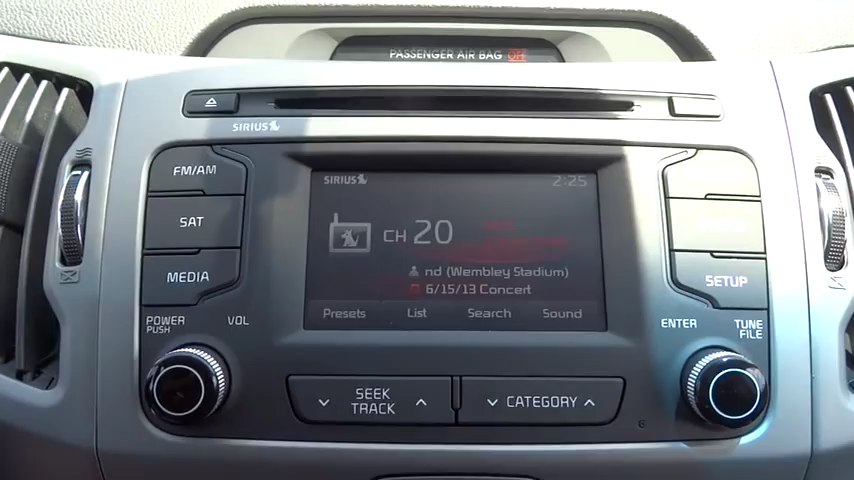 PASSENGER AIR BAG OFF
SIRIUS
FM/AM
SAT
MEDIA
POWER
PUSH
VOL
SIRIUS
2:25
CH 20
nd (Wembley Stadium)
6/15/13 Concert
Presets List Search Sound
SETUP
ENTER
TUNE
FILE
SEEK
TRACK
CATEGORY